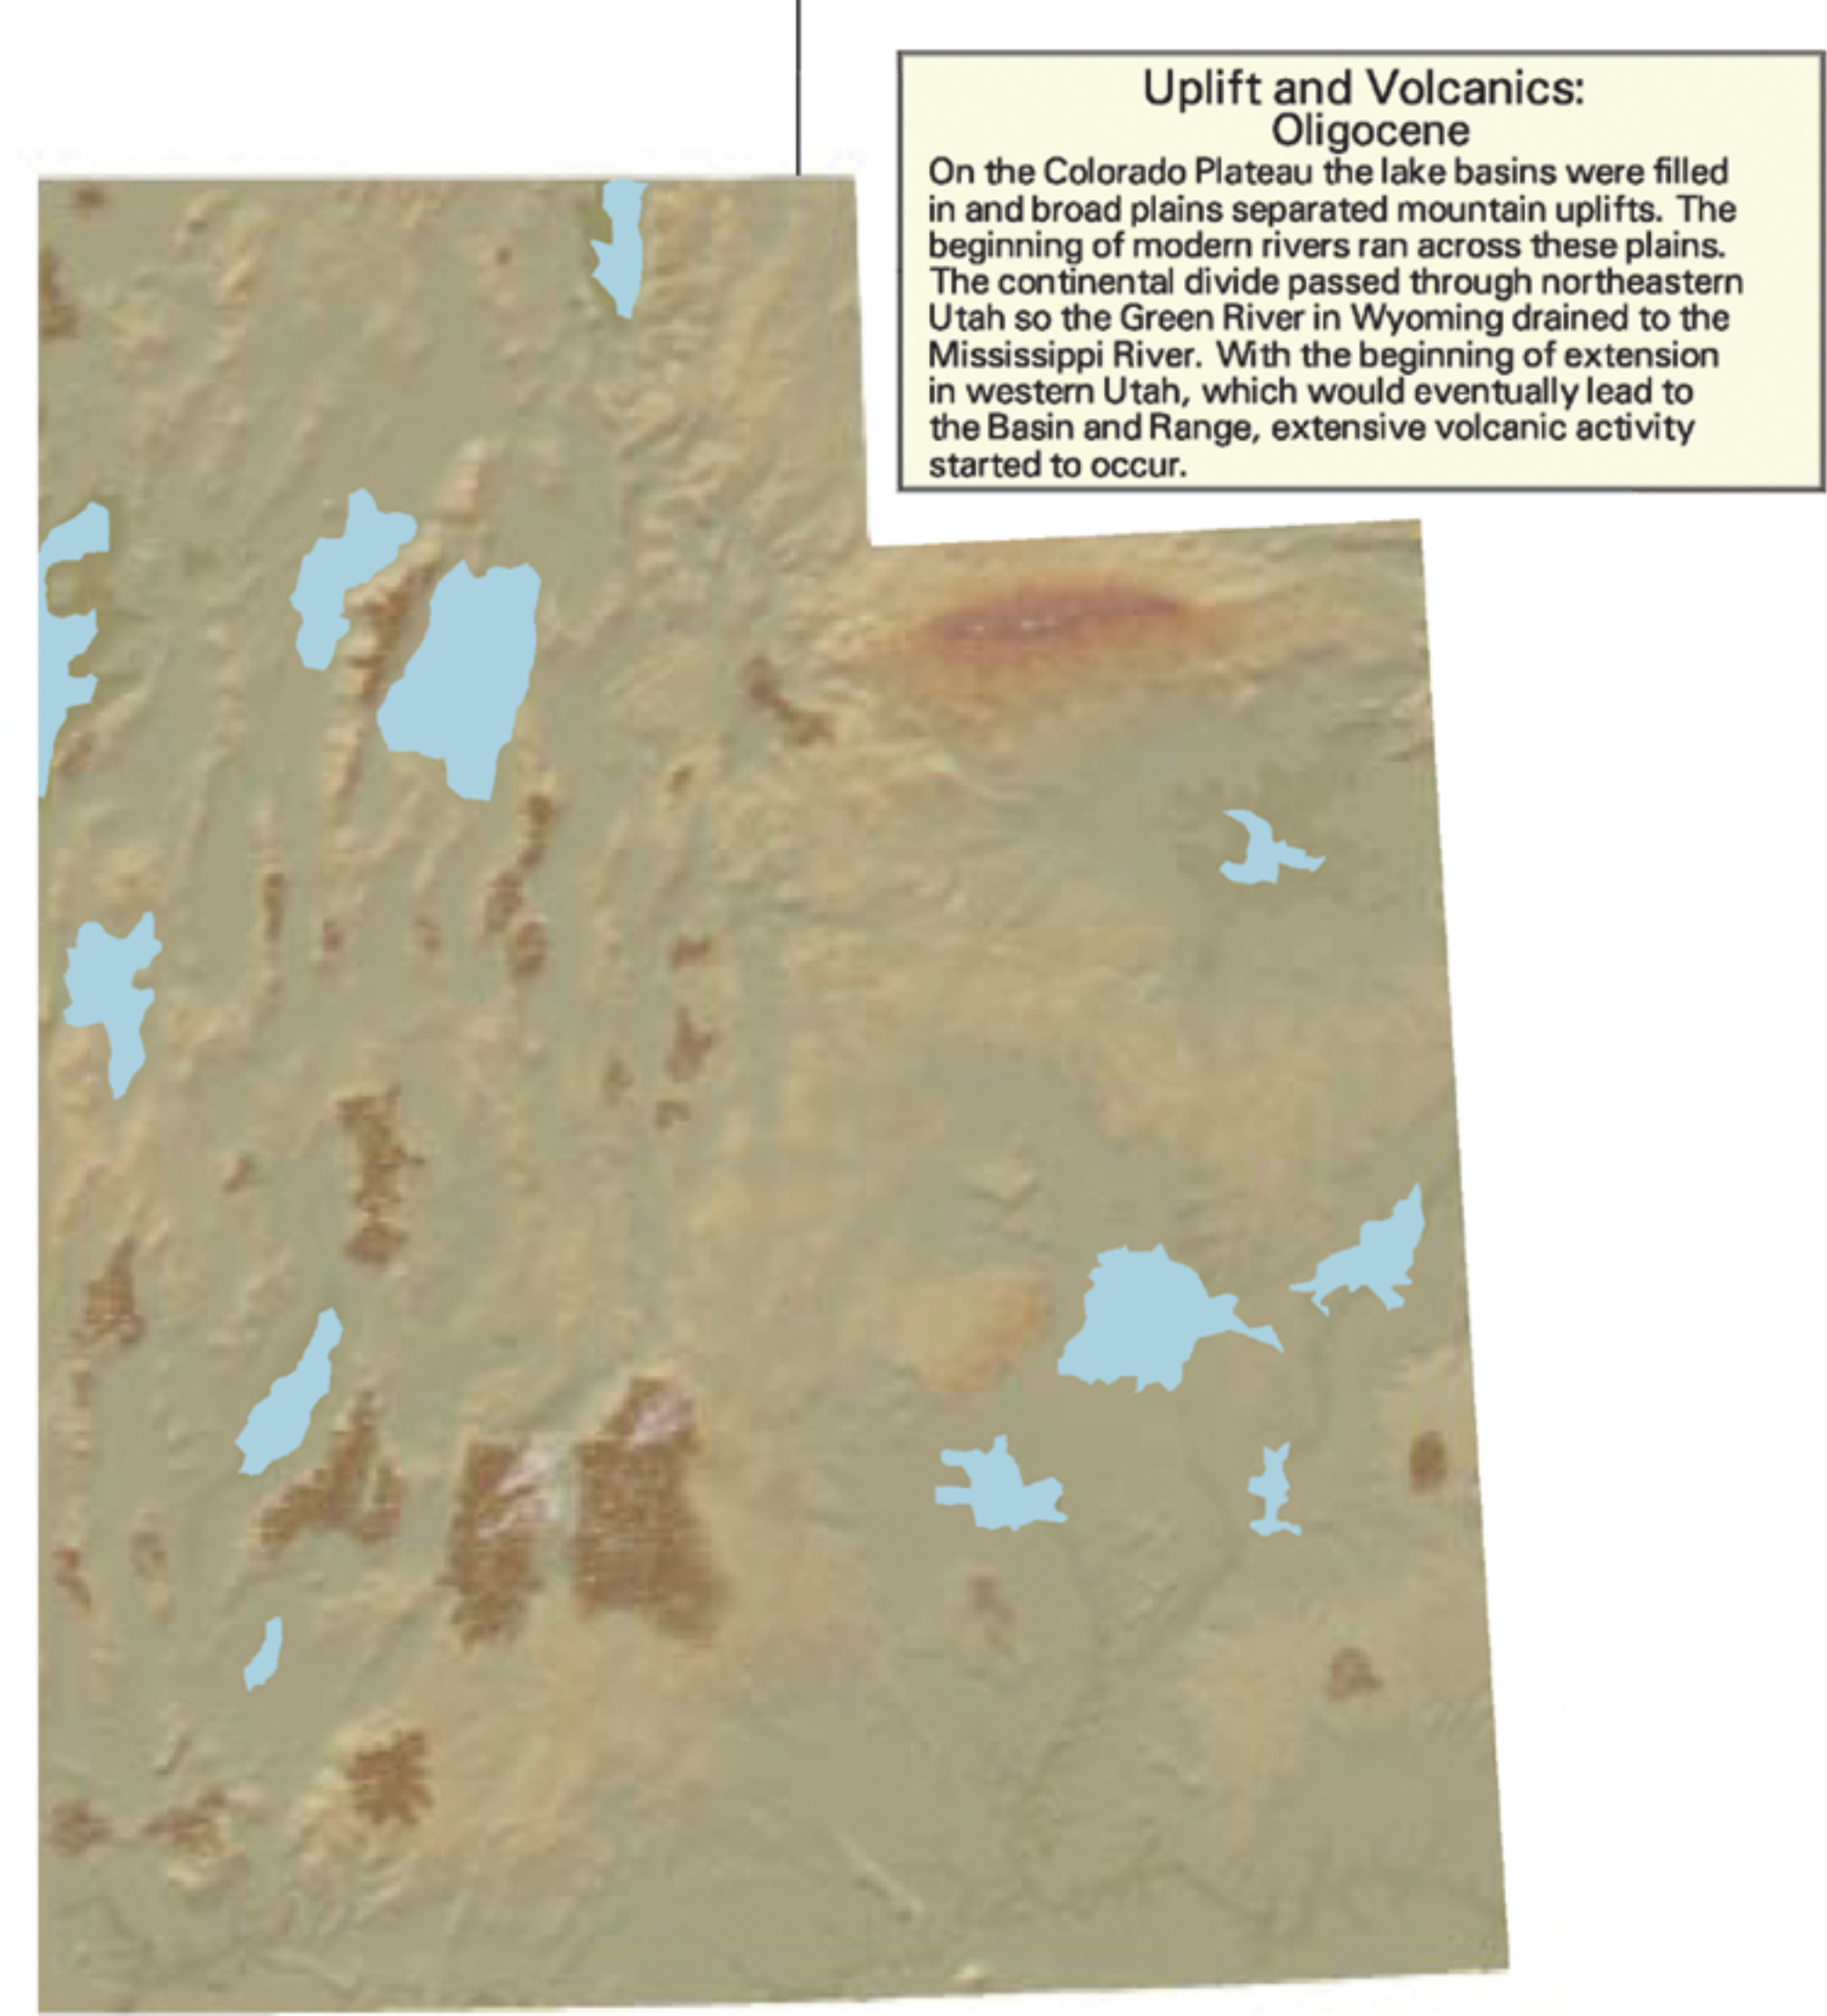 Uplift and Volcanics:
Oligocene
On the Colorado Plateau the lake basins were filled
in and broad plains separated mountain uplifts. The
beginning of modern rivers ran across these plains.
The continental divide passed through northeastern
Utah so the Green River in Wyoming drained to the
Mississippi River. With the beginning of extension
in western Utah, which would eventually lead to
the Basin and Range, extensive volcanic activity
started to occur.